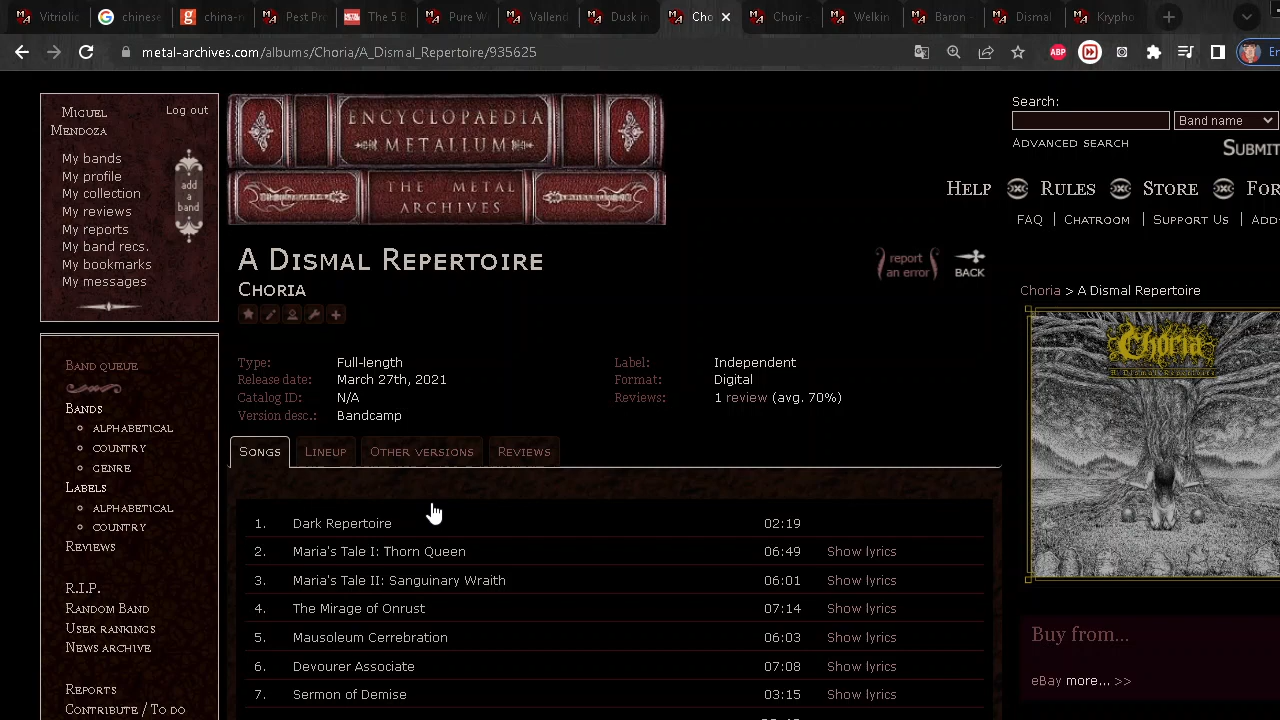 Vitriolic
chinese
china-r
Pest Pr
The 5 B
Pure W
Vallend
Dusk in
Cho
Choir -
Welkin
Baron -
Dismal
Krypho
metal-archives.com/albums/Choria/A_Dismal_Repertoire/935625
ABP
Miguel Mendoza
Log out
My bands
My profile
My collection
My reviews
My reports
My band recs.
My bookmarks
My messages
add
a
band
ENCYCLOPAEDIA
METALLUM
THE METAL
ARCHIVES
Search:
Band name
Advanced search
Submit
Help
Rules
Store
For
FAQ | Chatroom | Support Us | Add-
A Dismal Repertoire
Choria
report
an error
BACK
Choria > A Dismal Repertoire
Choria
A Dismal Repertoire
Type: Full-length
Release date: March 27th, 2021
Catalog ID: N/A
Version desc.: Bandcamp
Label: Independent
Format: Digital
Reviews: 1 review (avg. 70%)
Band queue
Bands
alphabetical
country
genre
Labels
alphabetical
country
Reviews
R.I.P.
Random Band
User rankings
News archive
Reports
Contribute / To do
Songs
Lineup
Other versions
Reviews
1. Dark Repertoire 02:19
2. Maria's Tale I: Thorn Queen 06:49 Show lyrics
3. Maria's Tale II: Sanguinary Wraith 06:01 Show lyrics
4. The Mirage of Onrust 07:14 Show lyrics
5. Mausoleum Cerrebration 06:03 Show lyrics
6. Devourer Associate 07:08 Show lyrics
7. Sermon of Demise 03:15 Show lyrics
Buy from...
eBay more... >>